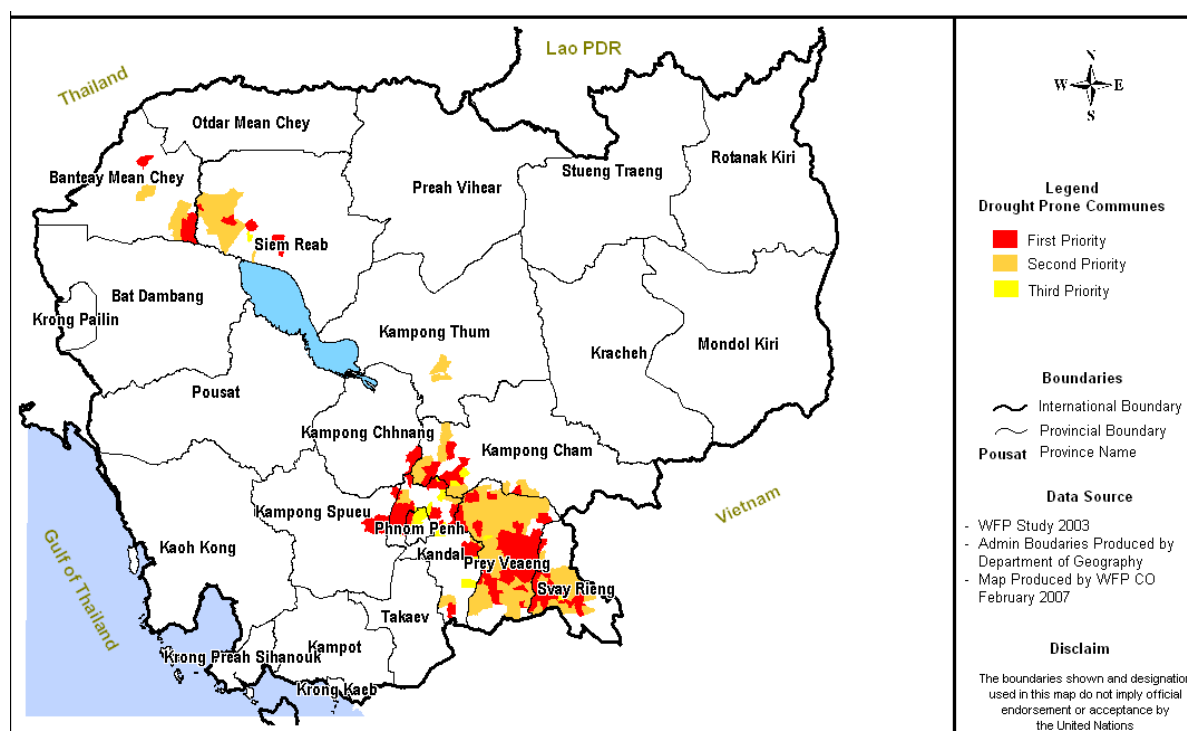 Lao PDR
Thailand
Otdar Mean Chey
Banteay Mean Chey
Preah Vihear
Stueng Traeng
Rotanak Kiri
Siem Reab
Bat Dambang
Krong Pailin
Kampong Thum
Kracheh
Mondol Kiri
Pousat
Kampong Chhnang
Kampong Cham
Vietnam
Kampong Spueu
Phnom Penh
Kaoh Kong
Kandal
Prey Veaeng
Svay Rieng
Gulf of Thailand
Takaev
Kampot
Krong Preah Sihanouk
Krong Kaeb
N
W E
S
Legend
Drought Prone Communes
First Priority
Second Priority
Third Priority
Boundaries
International Boundary
Provincial Boundary
Pousat Province Name
Data Source
- WFP Study 2003
- Admin Boudaries Produced by
Department of Geography
- Map Produced by WFP CO
February 2007
Disclaim
The boundaries shown and designation
used in this map do not imply official
endorsement or acceptance by
the United Nations